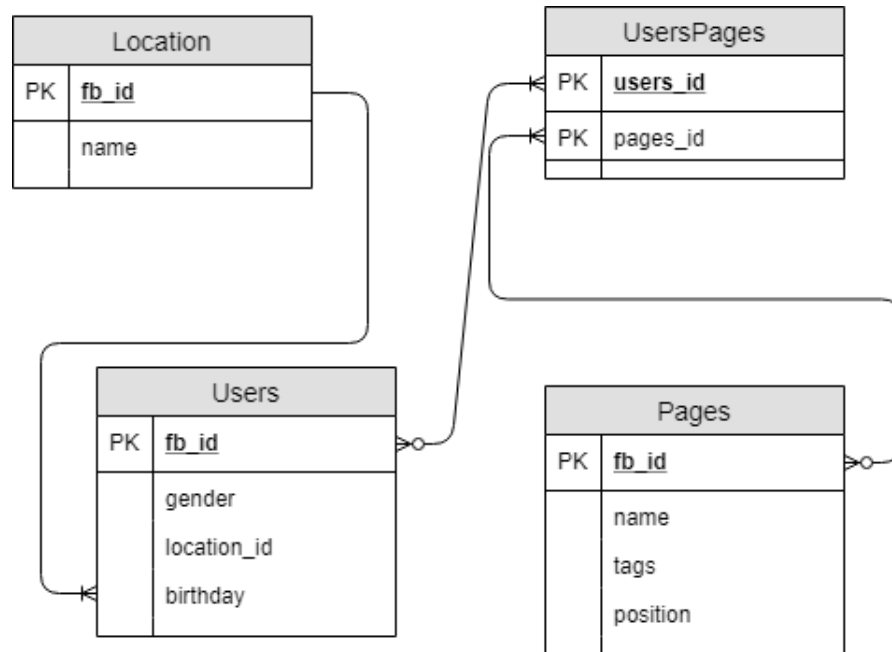 Location
PK fb_id
name
UsersPages
PK users_id
PK pages_id
Users
PK fb_id
gender
location_id
birthday
Pages
PK fb_id
name
tags
position